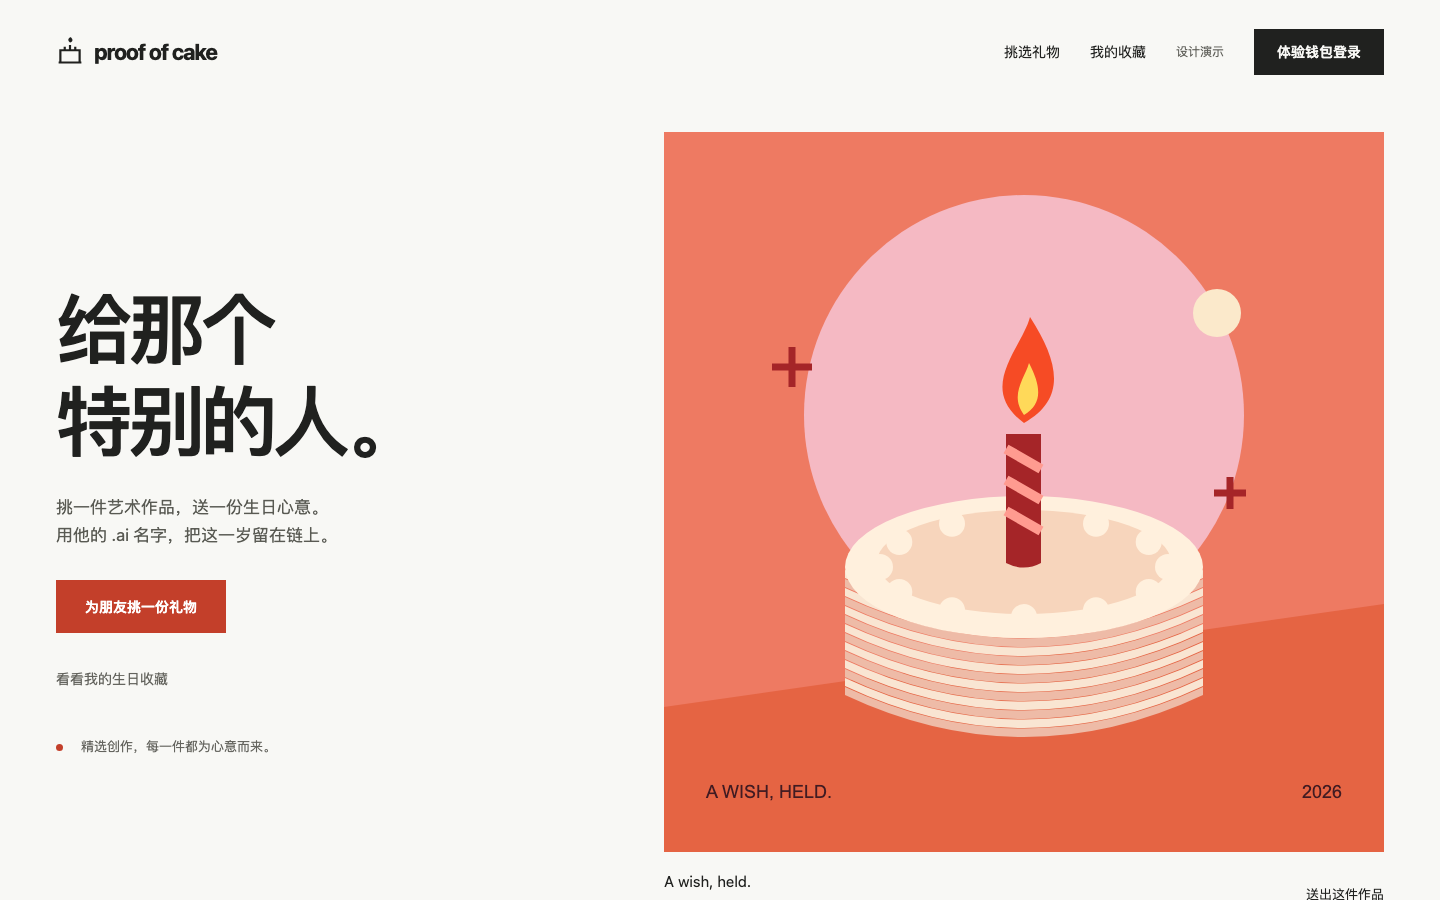 proof of cake
挑选礼物
我的收藏
设计演示
体验钱包登录
给那个
特别的人。
挑一件艺术作品，送一份生日心意。
用他的 .ai 名字，把这一岁留在链上。
为朋友挑一份礼物
看看我的生日收藏
精选创作，每一件都为心意而来。
A WISH, HELD.
2026
A wish, held.
送出这件作品